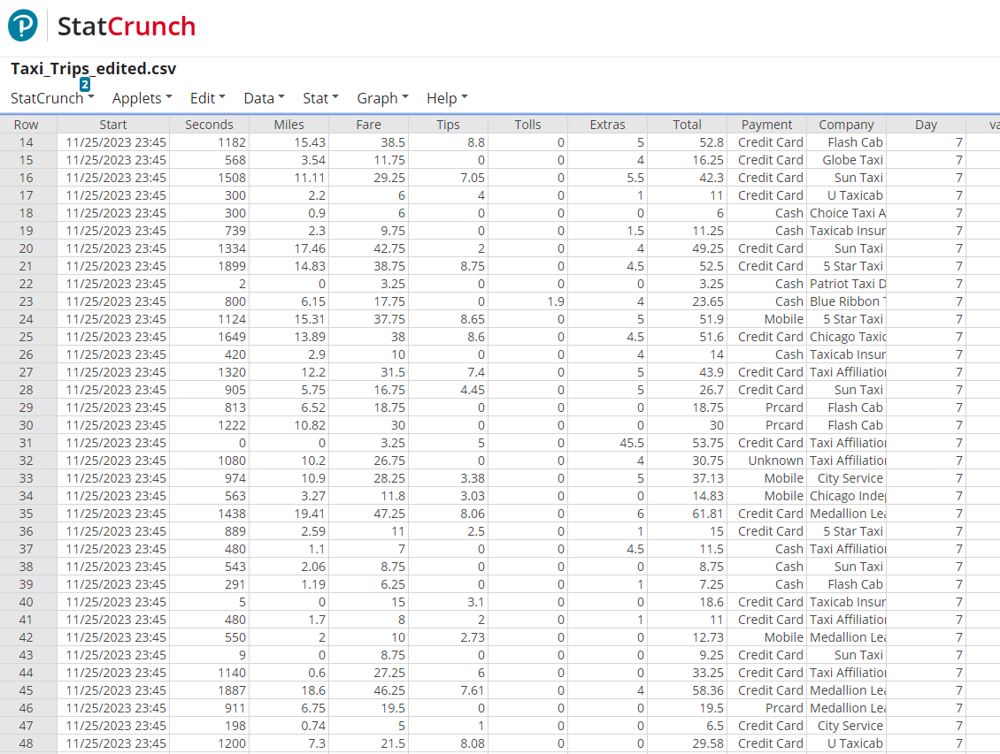 StatCrunch
Taxi_Trips_edited.csv
2
StatCrunch Applets Edit Data Stat Graph Help
Row Start Seconds Miles Fare Tips Tolls Extras Total Payment Company Day va
14 11/25/2023 23:45 1182 15.43 38.5 8.8 0 5 52.8 Credit Card Flash Cab 7
15 11/25/2023 23:45 568 3.54 11.75 0 0 4 16.25 Credit Card Globe Taxi 7
16 11/25/2023 23:45 1508 11.11 29.25 7.05 0 5.5 42.3 Credit Card Sun Taxi 7
17 11/25/2023 23:45 300 2.2 6 4 0 1 11 Credit Card U Taxicab 7
18 11/25/2023 23:45 300 0.9 6 0 0 0 6 Cash Choice Taxi A 7
19 11/25/2023 23:45 739 2.3 9.75 0 0 1.5 11.25 Cash Taxicab Insur 7
20 11/25/2023 23:45 1334 17.46 42.75 2 0 4 49.25 Credit Card Sun Taxi 7
21 11/25/2023 23:45 1899 14.83 38.75 8.75 0 4.5 52.5 Credit Card 5 Star Taxi 7
22 11/25/2023 23:45 2 0 3.25 0 0 0 3.25 Cash Patriot Taxi D 7
23 11/25/2023 23:45 800 6.15 17.75 0 1.9 4 23.65 Cash Blue Ribbon T 7
24 11/25/2023 23:45 1124 15.31 37.75 8.65 0 5 51.9 Mobile 5 Star Taxi 7
25 11/25/2023 23:45 1649 13.89 38 8.6 0 4.5 51.6 Credit Card Chicago Taxic 7
26 11/25/2023 23:45 420 2.9 10 0 0 4 14 Cash Taxicab Insur 7
27 11/25/2023 23:45 1320 12.2 31.5 7.4 0 5 43.9 Credit Card Taxi Affiliation 7
28 11/25/2023 23:45 905 5.75 16.75 4.45 0 5 26.7 Credit Card Sun Taxi 7
29 11/25/2023 23:45 813 6.52 18.75 0 0 0 18.75 Prcard Flash Cab 7
30 11/25/2023 23:45 1222 10.82 30 0 0 0 30 Prcard Flash Cab 7
31 11/25/2023 23:45 0 0 3.25 5 0 45.5 53.75 Credit Card Taxi Affiliation 7
32 11/25/2023 23:45 1080 10.2 26.75 0 0 4 30.75 Unknown Taxi Affiliation 7
33 11/25/2023 23:45 974 10.9 28.25 3.38 0 5 37.13 Mobile City Service 7
34 11/25/2023 23:45 563 3.27 11.8 3.03 0 0 14.83 Mobile Chicago Indep 7
35 11/25/2023 23:45 1438 19.41 47.25 8.06 0 6 61.81 Credit Card Medallion Lea 7
36 11/25/2023 23:45 889 2.59 11 2.5 0 1 15 Credit Card 5 Star Taxi 7
37 11/25/2023 23:45 480 1.1 7 0 0 4.5 11.5 Cash Taxi Affiliation 7
38 11/25/2023 23:45 543 2.06 8.75 0 0 0 8.75 Cash Sun Taxi 7
39 11/25/2023 23:45 291 1.19 6.25 0 0 1 7.25 Cash Flash Cab 7
40 11/25/2023 23:45 5 0 15 3.1 0 0 18.6 Credit Card Taxicab Insur 7
41 11/25/2023 23:45 480 1.7 8 2 0 1 11 Credit Card Taxi Affiliation 7
42 11/25/2023 23:45 550 2 10 2.73 0 0 12.73 Mobile Medallion Lea 7
43 11/25/2023 23:45 9 0 8.75 0 0 0 9.25 Credit Card Sun Taxi 7
44 11/25/2023 23:45 1140 0.6 27.25 6 0 0 33.25 Credit Card Taxi Affiliation 7
45 11/25/2023 23:45 1887 18.6 46.25 7.61 0 4 58.36 Credit Card Medallion Lea 7
46 11/25/2023 23:45 911 6.75 19.5 0 0 0 19.5 Prcard Medallion Lea 7
47 11/25/2023 23:45 198 0.74 5 1 0 0 6.5 Credit Card City Service 7
48 11/25/2023 23:45 1200 7.3 21.5 8.08 0 0 29.58 Credit Card U Taxicab 7